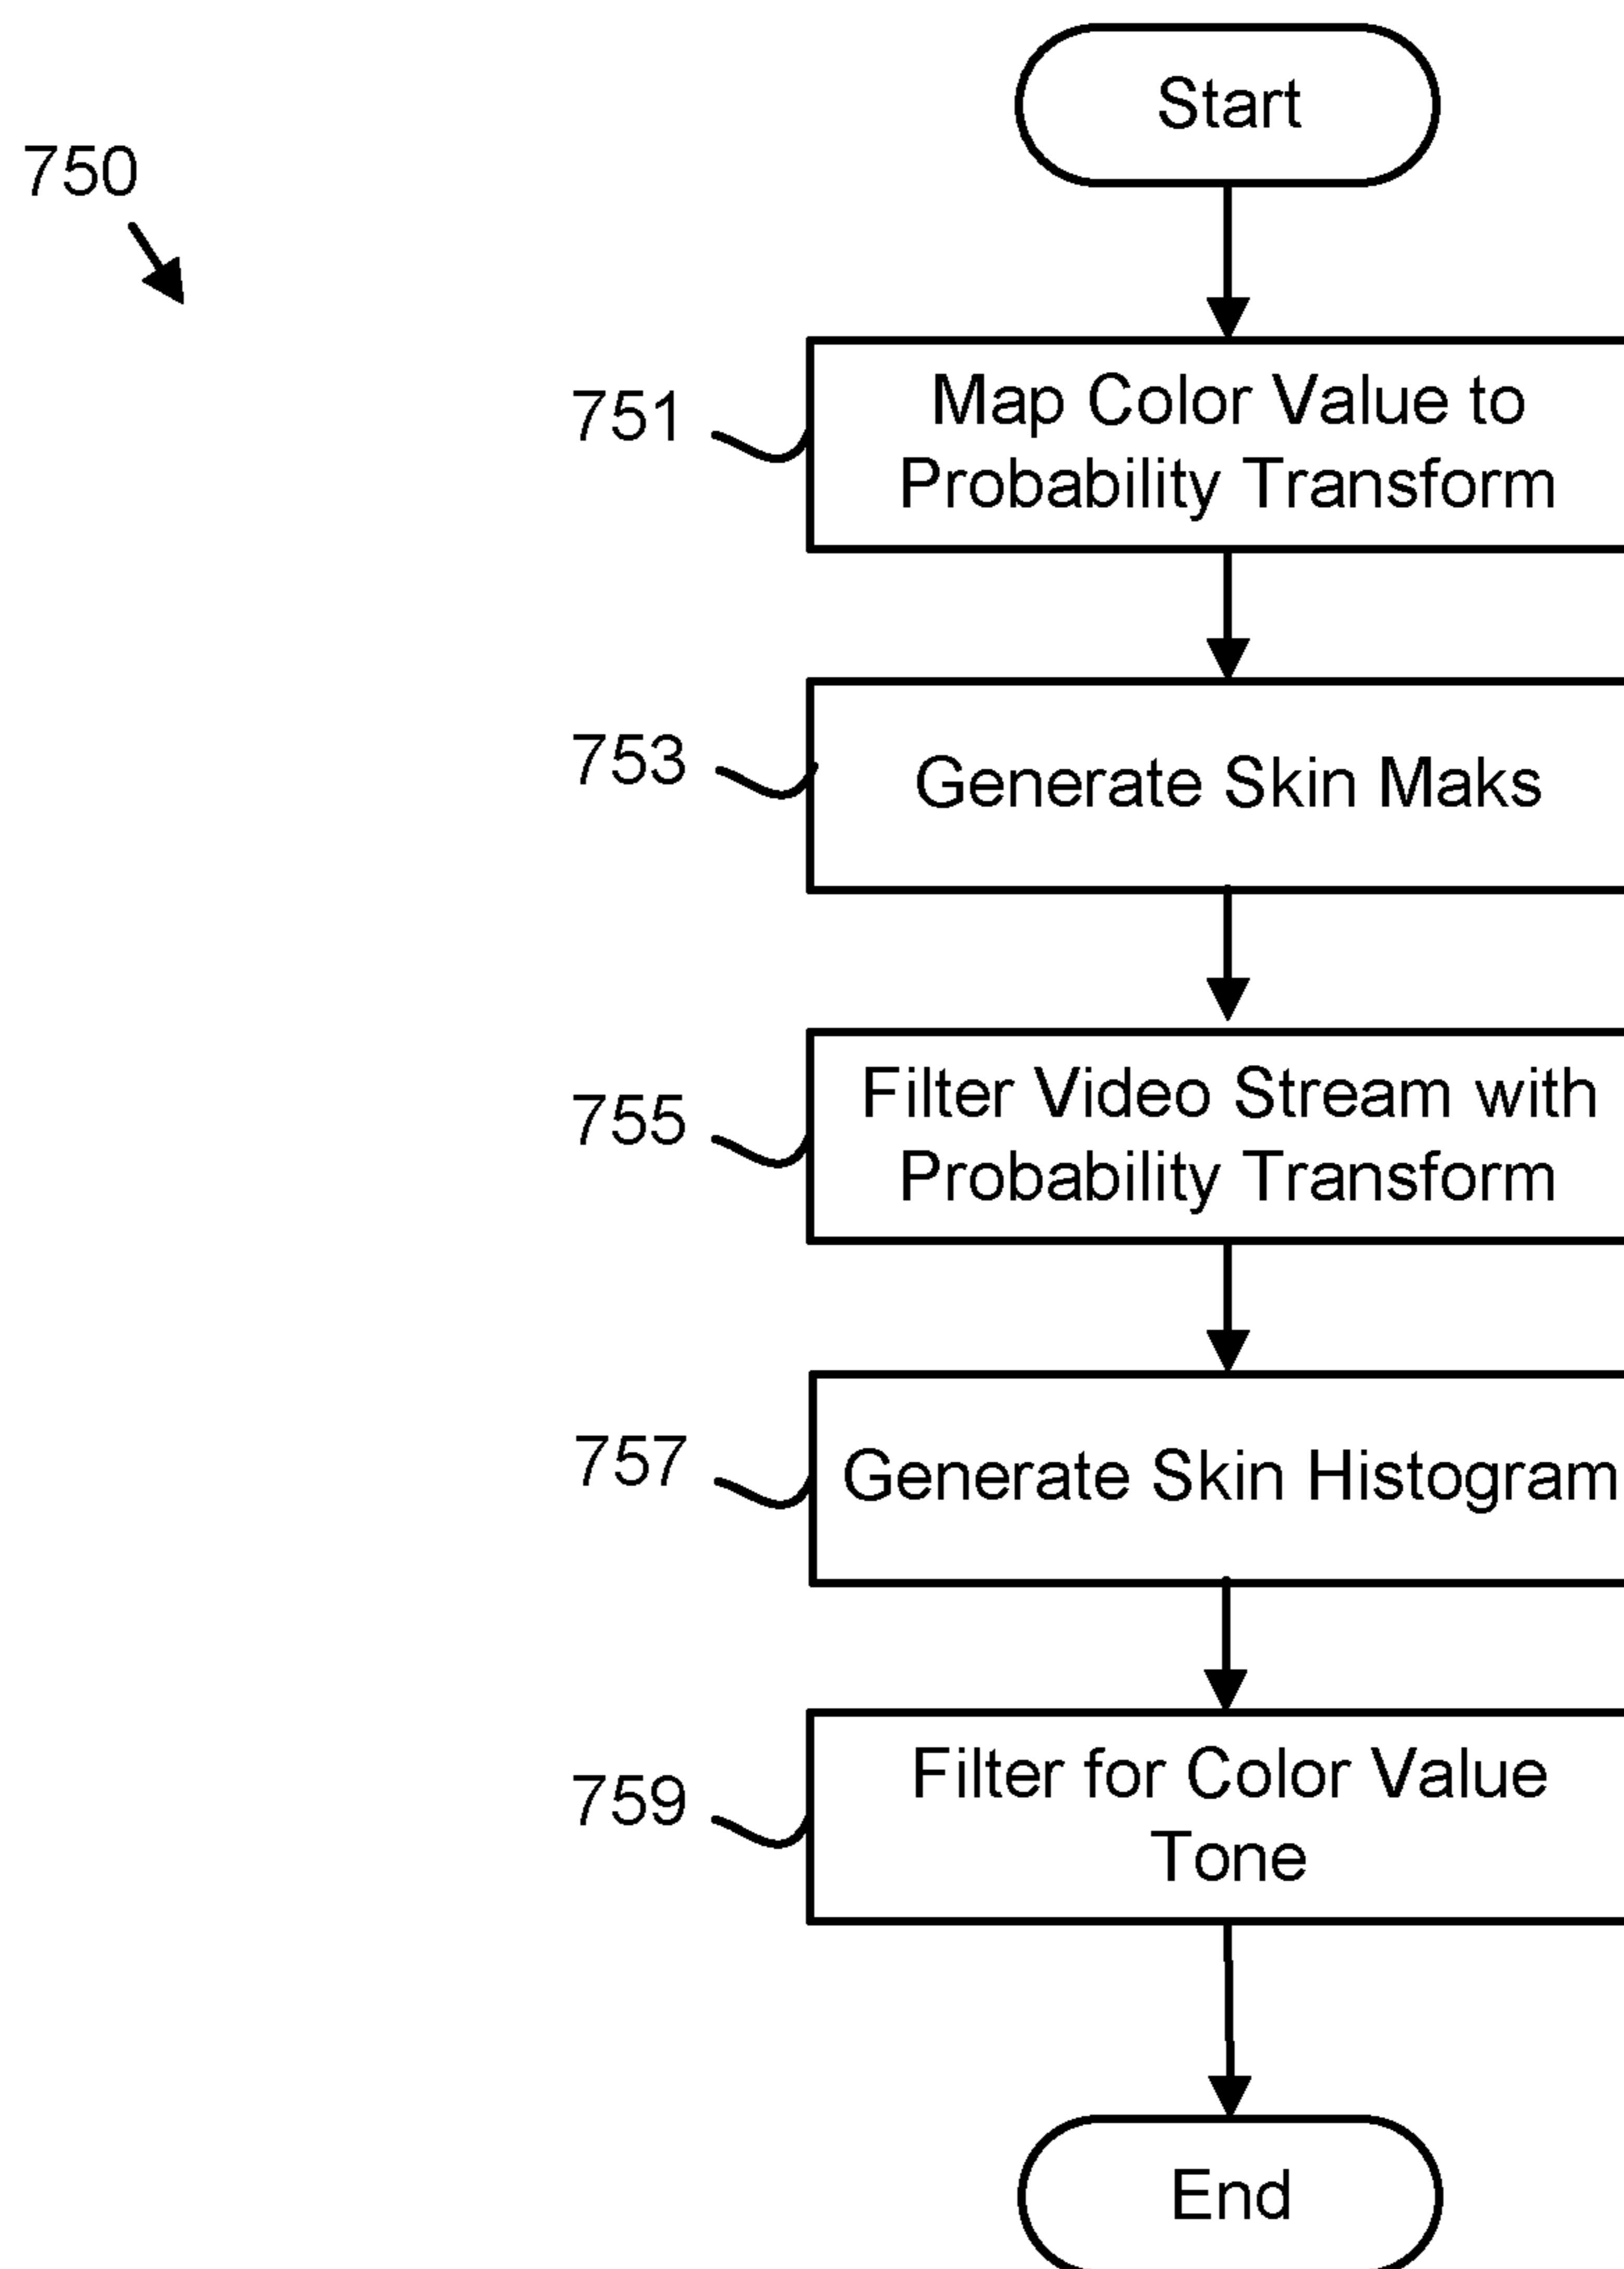 Start
750
751
Map Color Value to
Probability Transform
753
Generate Skin Maks
755
Filter Video Stream with
Probability Transform
757
Generate Skin Histogram
759
Filter for Color Value
Tone
End